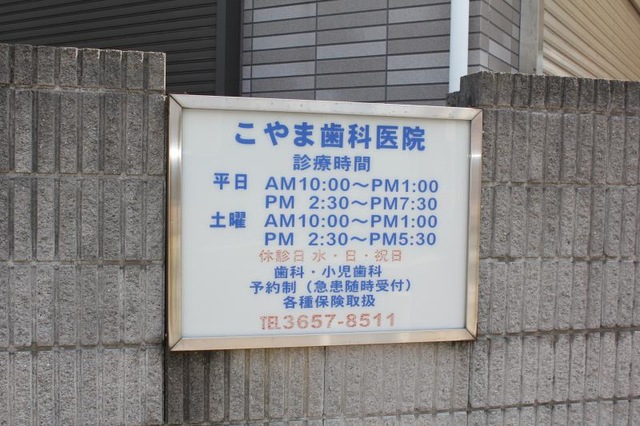 こやま歯科医院
診療時間
平日 AM10:00～PM1:00
PM 2:30～PM7:30
土曜 AM10:00～PM1:00
PM 2:30～PM5:30
休診日 水・日・祝日
歯科・小児歯科
予約制（急患随時受付）
各種保険取扱
TEL3657-8511